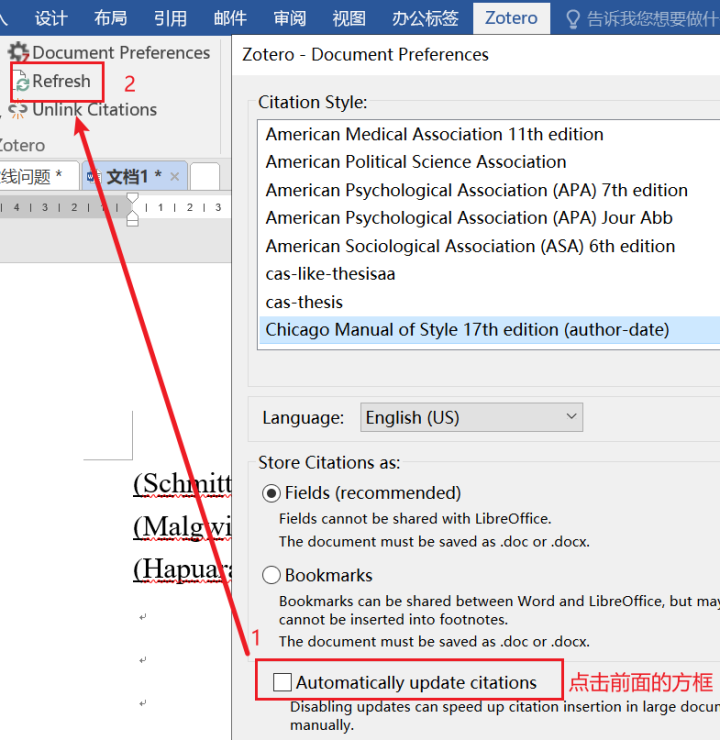 设计 布局 引用 邮件 审阅 视图 办公标签 Zotero 告诉我您想要做什
Document Preferences
Refresh 2
Unlink Citations
Zotero
线问题 * 文档1 *
4 3 2 1 1 2 3
Zotero - Document Preferences
Citation Style:
American Medical Association 11th edition
American Political Science Association
American Psychological Association (APA) 7th edition
American Psychological Association (APA) Jour Abb
American Sociological Association (ASA) 6th edition
cas-like-thesisaa
cas-thesis
Chicago Manual of Style 17th edition (author-date)
Language: English (US)
Store Citations as:
Fields (recommended)
Fields cannot be shared with LibreOffice.
The document must be saved as .doc or .docx.
Bookmarks
Bookmarks can be shared between Word and LibreOffice, but may
cannot be inserted into footnotes.
The document must be saved as .doc or .docx.
1
Automatically update citations 点击前面的方框
Disabling updates can speed up citation insertion in large docum
manually.
(Schmitt
(Malgwi
(Hapuara